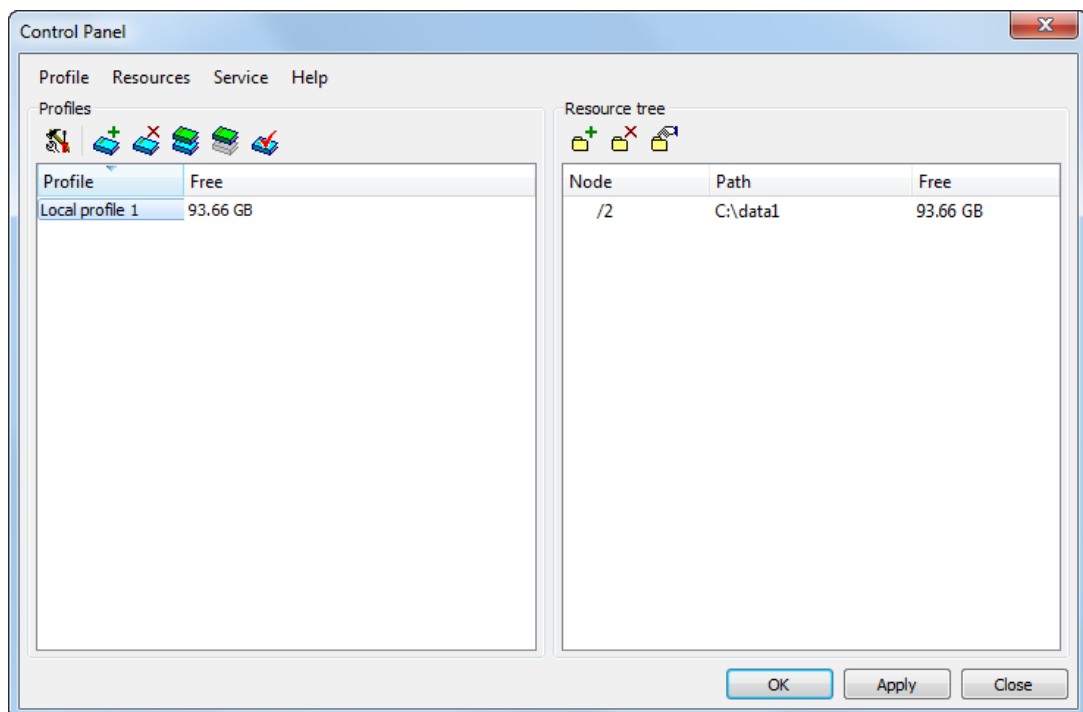 Control Panel
Profile Resources Service Help
Profiles
Profile Free
Local profile 1 93.66 GB
Resource tree
Node Path Free
/2 C:\data1 93.66 GB
OK Apply Close